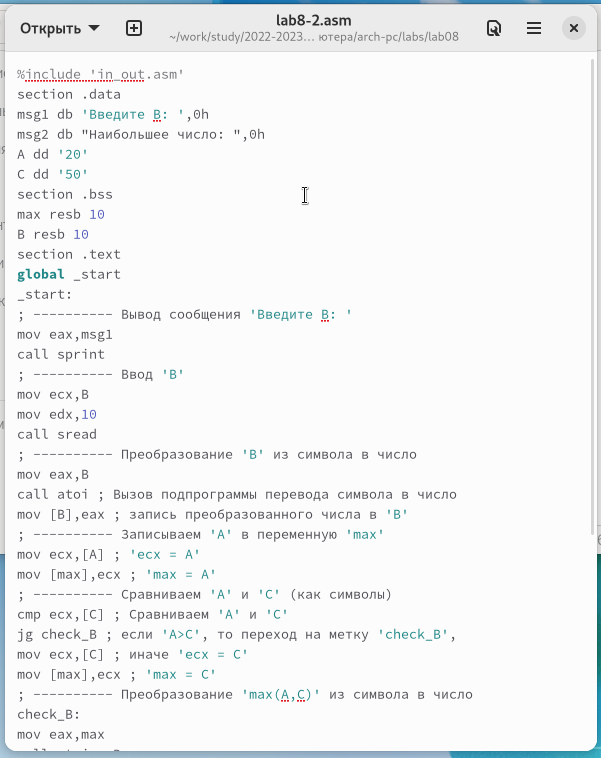 Открыть
lab8-2.asm
~/work/study/2022-2023… ютера/arch-pc/labs/lab08
%include 'in_out.asm'
section .data
msg1 db 'Введите B: ',0h
msg2 db "Наибольшее число: ",0h
A dd '20'
C dd '50'
section .bss
max resb 10
B resb 10
section .text
global _start
_start:
; ---------- Вывод сообщения 'Введите B: '
mov eax,msg1
call sprint
; ---------- Ввод 'B'
mov ecx,B
mov edx,10
call sread
; ---------- Преобразование 'B' из символа в число
mov eax,B
call atoi ; Вызов подпрограммы перевода символа в число
mov [B],eax ; запись преобразованного числа в 'B'
; ---------- Записываем 'A' в переменную 'max'
mov ecx,[A] ; 'ecx = A'
mov [max],ecx ; 'max = A'
; ---------- Сравниваем 'A' и 'C' (как символы)
cmp ecx,[C] ; Сравниваем 'A' и 'C'
jg check_B ; если 'A>C', то переход на метку 'check_B',
mov ecx,[C] ; иначе 'ecx = C'
mov [max],ecx ; 'max = C'
; ---------- Преобразование 'max(A,C)' из символа в число
check_B:
mov eax,max